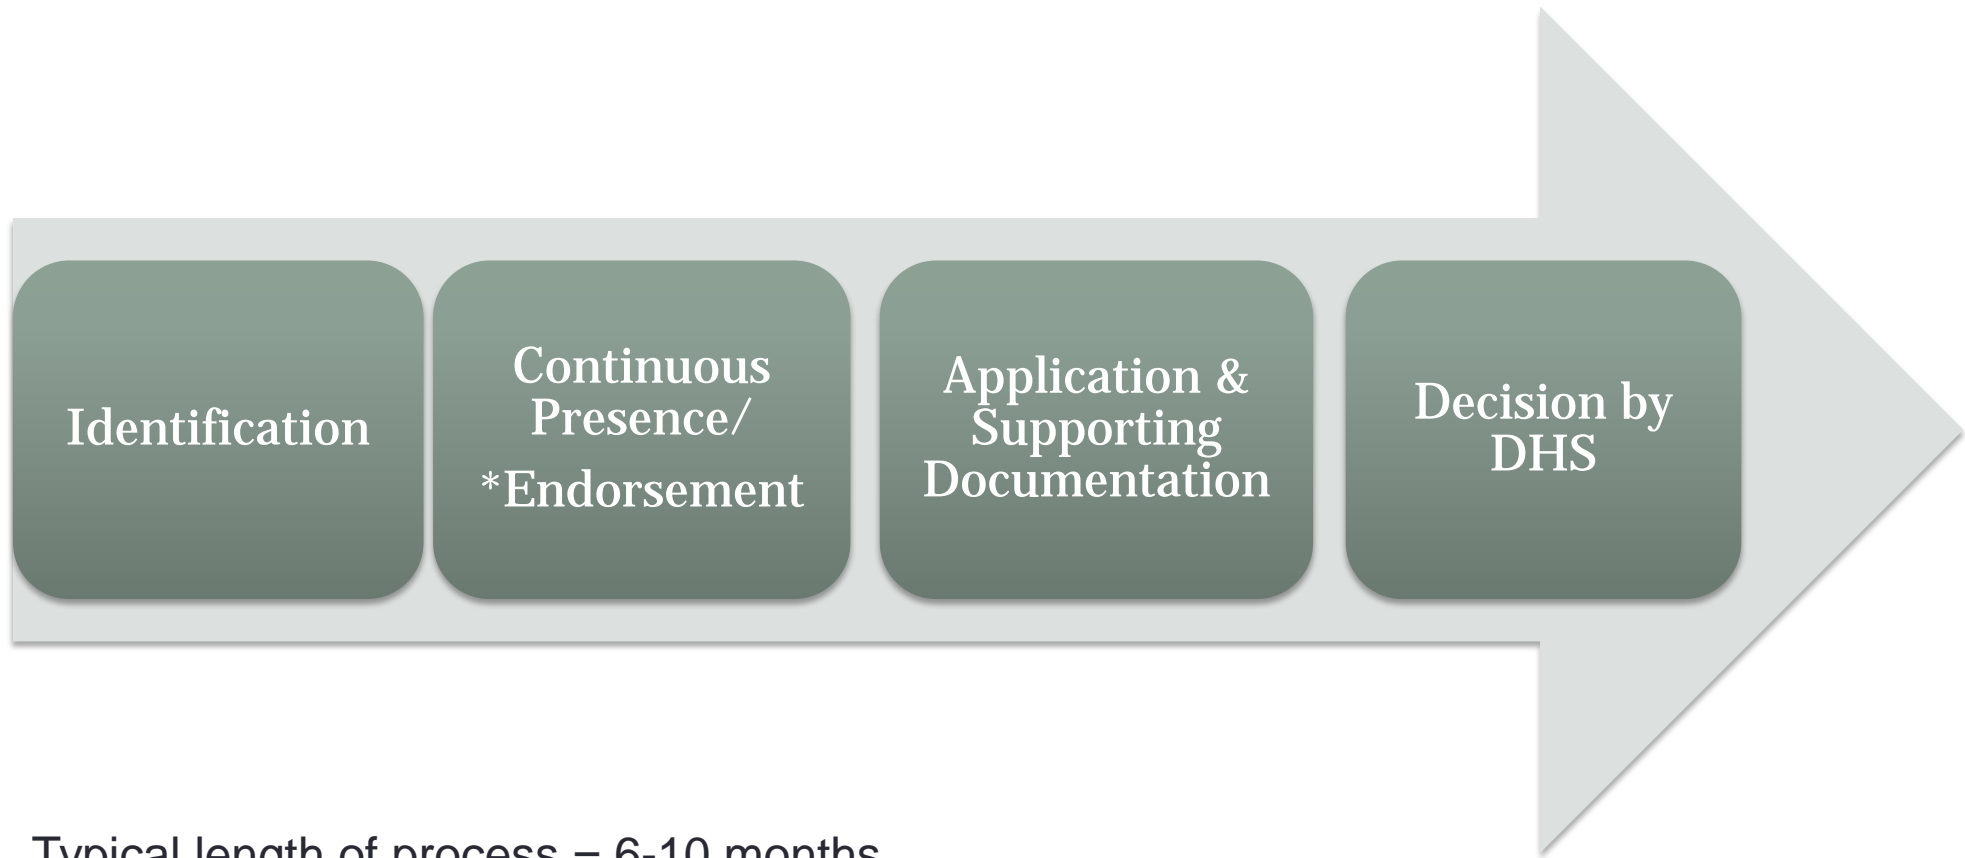 Identification
Continuous
Presence/
*Endorsement
Application &
Supporting
Documentation
Decision by
DHS
Typical length of process = 6-10 months